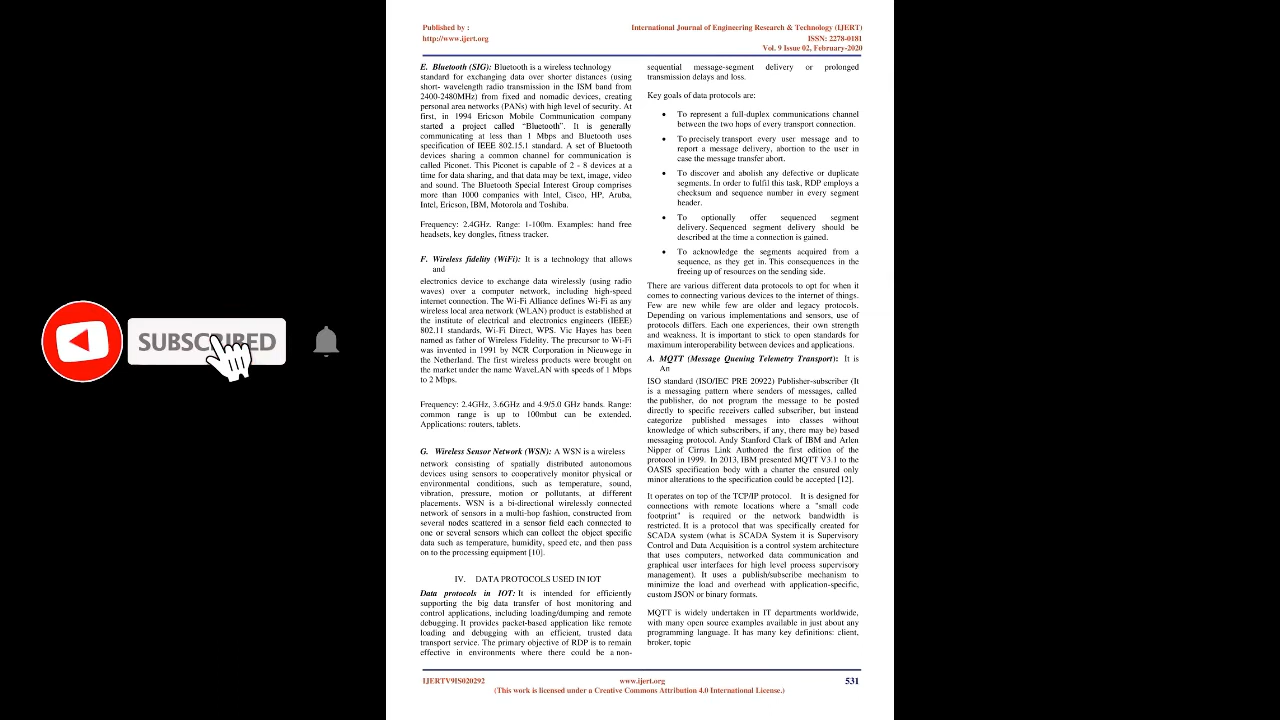 Published by :
http://www.ijert.org
International Journal of Engineering Research & Technology (IJERT)
ISSN: 2278-0181
Vol. 9 Issue 02, February-2020
E. Bluetooth (SIG): Bluetooth is a wireless technology
standard for exchanging data over shorter distances (using
short- wavelength radio transmission in the ISM band from
2400-2480MHz) from fixed and nomadic devices, creating
personal area networks (PANs) with high level of security. At
first, in 1994 Ericson Mobile Communication company
started a project called "Bluetooth". It is generally
communicating at less than 1 Mbps and Bluetooth uses
specification of IEEE 802.15.1 standard. A set of Bluetooth
devices sharing a common channel for communication is
called Piconet. This Piconet is capable of 2 - 8 devices at a
time for data sharing, and that data may be text, image, video
and sound. The Bluetooth Special Interest Group comprises
more than 1000 companies with Intel, Cisco, HP, Aruba,
Intel, Ericson, IBM, Motorola and Toshiba.
Frequency: 2.4GHz. Range: 1-100m. Examples: hand free
headsets, key dongles, fitness tracker.
F. Wireless fidelity (WiFi): It is a technology that allows
and
electronics device to exchange data wirelessly (using radio
waves) over a computer network, including high-speed
internet connection. The Wi-Fi Alliance defines Wi-Fi as any
wireless local area network (WLAN) product is established at
the institute of electrical and electronics engineers (IEEE)
802.11 standards, Wi-Fi Direct, WPS. Vic Hayes has been
named as father of Wireless Fidelity. The precursor to Wi-Fi
was invented in 1991 by NCR Corporation in Nieuwege in
the Netherland. The first wireless products were brought on
the market under the name WaveLAN with speeds of 1 Mbps
to 2 Mbps.
Frequency: 2.4GHz, 3.6GHz and 4.9/5.0 GHz bands. Range:
common range is up to 100mbut can be extended.
Applications: routers, tablets.
G. Wireless Sensor Network (WSN): A WSN is a wireless
network consisting of spatially distributed autonomous
devices using sensors to cooperatively monitor physical or
environmental conditions, such as temperature, sound,
vibration, pressure, motion or pollutants, at different
placements. WSN is a bi-directional wirelessly connected
network of sensors in a multi-hop fashion, constructed from
several nodes scattered in a sensor field each connected to
one or several sensors which can collect the object specific
data such as temperature, humidity, speed etc, and then pass
on to the processing equipment [10].
IV. DATA PROTOCOLS USED IN IOT
Data protocols in IOT: It is intended for efficiently
supporting the big data transfer of host monitoring and
control applications, including loading/dumping and remote
debugging. It provides packet-based application like remote
loading and debugging with an efficient, trusted data
transport service. The primary objective of RDP is to remain
effective in environments where there could be a non-
sequential message-segment delivery or prolonged
transmission delays and loss.
Key goals of data protocols are:
• To represent a full-duplex communications channel
between the two hops of every transport connection.
• To precisely transport every user message and to
report a message delivery, abortion to the user in
case the message transfer abort.
• To discover and abolish any defective or duplicate
segments. In order to fulfil this task, RDP employs a
checksum and sequence number in every segment
header.
• To optionally offer sequenced segment
delivery. Sequenced segment delivery should be
described at the time a connection is gained.
• To acknowledge the segments acquired from a
sequence, as they get in. This consequences in the
freeing up of resources on the sending side.
There are various different data protocols to opt for when it
comes to connecting various devices to the internet of things.
Few are new while few are older and legacy protocols.
Depending on various implementations and sensors, use of
protocols differs. Each one experiences, their own strength
and weakness. It is important to stick to open standards for
maximum interoperability between devices and applications.
A. MQTT (Message Queuing Telemetry Transport): It is
An
ISO standard (ISO/IEC PRE 20922) Publisher-subscriber (It
is a messaging pattern where senders of messages, called
the publisher, do not program the message to be posted
directly to specific receivers called subscriber, but instead
categorize published messages into classes without
knowledge of which subscribers, if any, there may be) based
messaging protocol. Andy Stanford Clark of IBM and Arlen
Nipper of Cirrus Link Authored the first edition of the
protocol in 1999. In 2013, IBM presented MQTT V3.1 to the
OASIS specification body with a charter the ensured only
minor alterations to the specification could be accepted [12].
It operates on top of the TCP/IP protocol. It is designed for
connections with remote locations where a "small code
footprint" is required or the network bandwidth is
restricted. It is a protocol that was specifically created for
SCADA system (what is SCADA System it is Supervisory
Control and Data Acquisition is a control system architecture
that uses computers, networked data communication and
graphical user interfaces for high level process supervisory
management). It uses a publish/subscribe mechanism to
minimize the load and overhead with application-specific,
custom JSON or binary formats.
MQTT is widely undertaken in IT departments worldwide,
with many open source examples available in just about any
programming language. It has many key definitions: client,
broker, topic
IJERTV9IS020292
www.ijert.org
531
(This work is licensed under a Creative Commons Attribution 4.0 International License.)
SUBSCRIBED